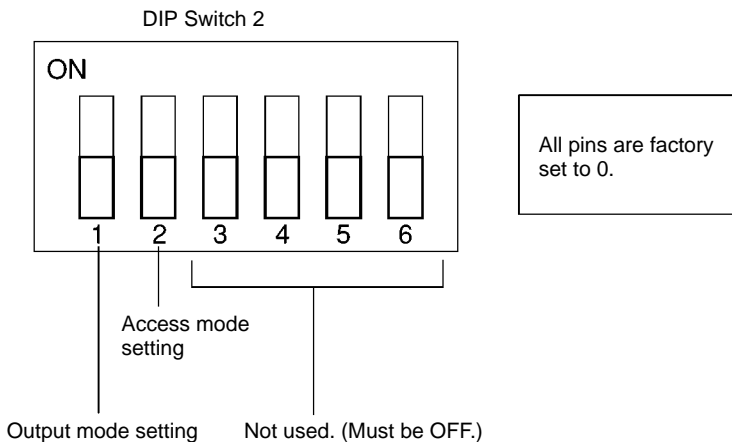 DIP Switch 2
ON
1 2 3 4 5 6
All pins are factory
set to 0.
Access mode
setting
Output mode setting
Not used. (Must be OFF.)